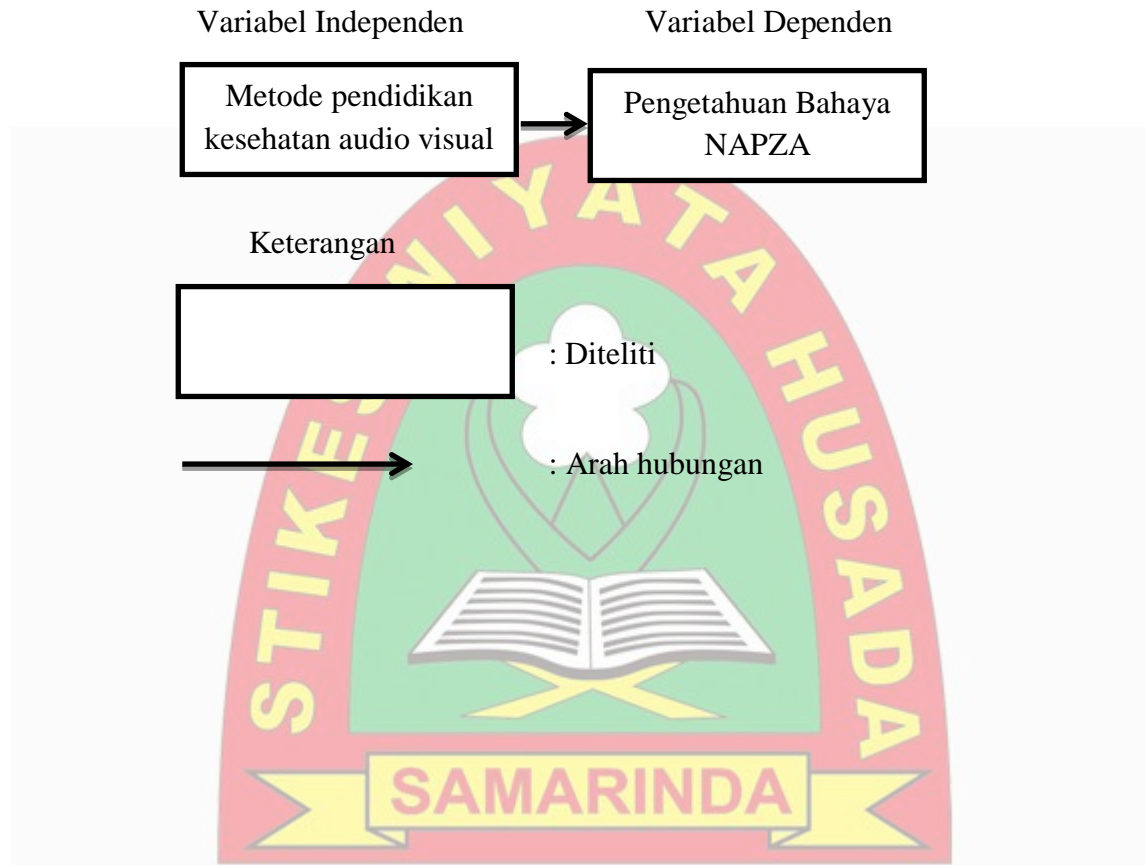 Variabel Independen
Variabel Dependen
Metode pendidikan
kesehatan audio visual
Pengetahuan Bahaya
NAPZA
Keterangan
: Diteliti
: Arah hubungan
STIKES WIYATA HUSADA
SAMARINDA